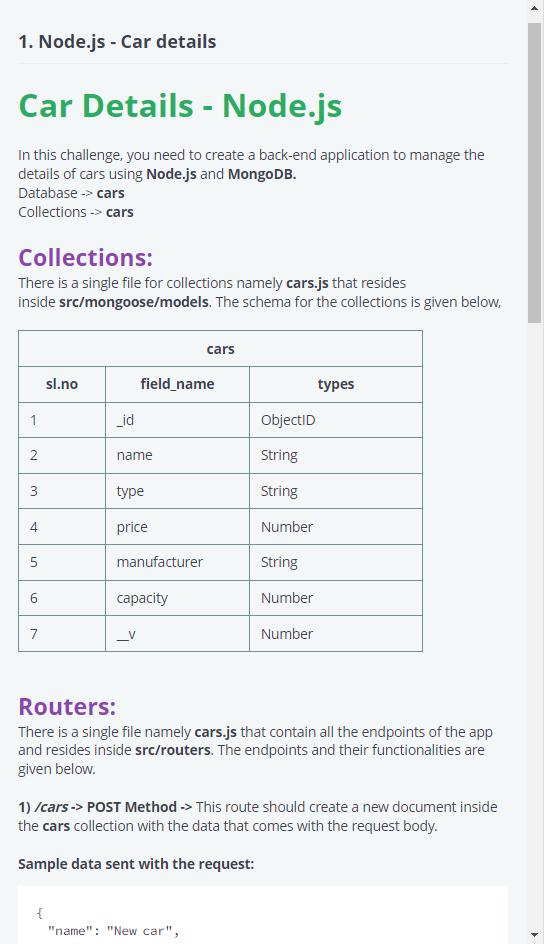 1. Node.js - Car details
Car Details - Node.js
In this challenge, you need to create a back-end application to manage the
details of cars using Node.js and MongoDB.
Database -> cars
Collections -> cars
Collections:
There is a single file for collections namely cars.js that resides
inside src/mongoose/models. The schema for the collections is given below,
cars
sl.no field_name types
1 _id ObjectID
2 name String
3 type String
4 price Number
5 manufacturer String
6 capacity Number
7 __v Number
Routers:
There is a single file namely cars.js that contain all the endpoints of the app
and resides inside src/routers. The endpoints and their functionalities are
given below.
1) /cars -> POST Method -> This route should create a new document inside
the cars collection with the data that comes with the request body.
Sample data sent with the request:
{
"name": "New car",